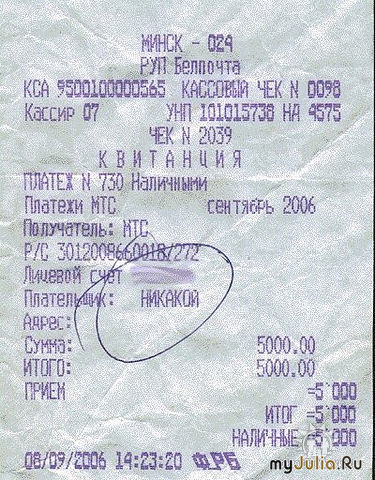 МИНСК - 024
РУП Белпочта
КСА 9500100000565 КАССОВЫЙ ЧЕК N 0098
Кассир 07 УНП 101015738 НА 4575
ЧЕК N 2039
КВИТАНЦИЯ
ПЛАТЕЖ N 730 Наличными
Платежи МТС сентябрь 2006
Получатель: МТС
Р/С 3012008660018/272
Лицевой счет
Плательщик: НИКАКОЙ
Адрес:
Сумма: 5000.00
ИТОГО: 5000.00
ПРИЕМ =5'000
ИТОГ =5'000
НАЛИЧНЫЕ =5'000
08/09/2006 14:23:20 ФРБ
myJulia.Ru